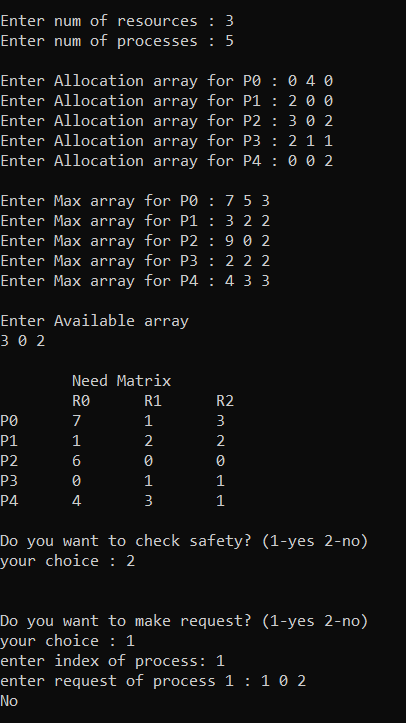 Enter num of resources : 3
Enter num of processes : 5
Enter Allocation array for P0 : 0 4 0
Enter Allocation array for P1 : 2 0 0
Enter Allocation array for P2 : 3 0 2
Enter Allocation array for P3 : 2 1 1
Enter Allocation array for P4 : 0 0 2
Enter Max array for P0 : 7 5 3
Enter Max array for P1 : 3 2 2
Enter Max array for P2 : 9 0 2
Enter Max array for P3 : 2 2 2
Enter Max array for P4 : 4 3 3
Enter Available array
3 0 2
Need Matrix
R0 R1 R2
P0 7 1 3
P1 1 2 2
P2 6 0 0
P3 0 1 1
P4 4 3 1
Do you want to check safety? (1-yes 2-no)
your choice : 2
Do you want to make request? (1-yes 2-no)
your choice : 1
enter index of process: 1
enter request of process 1 : 1 0 2
No